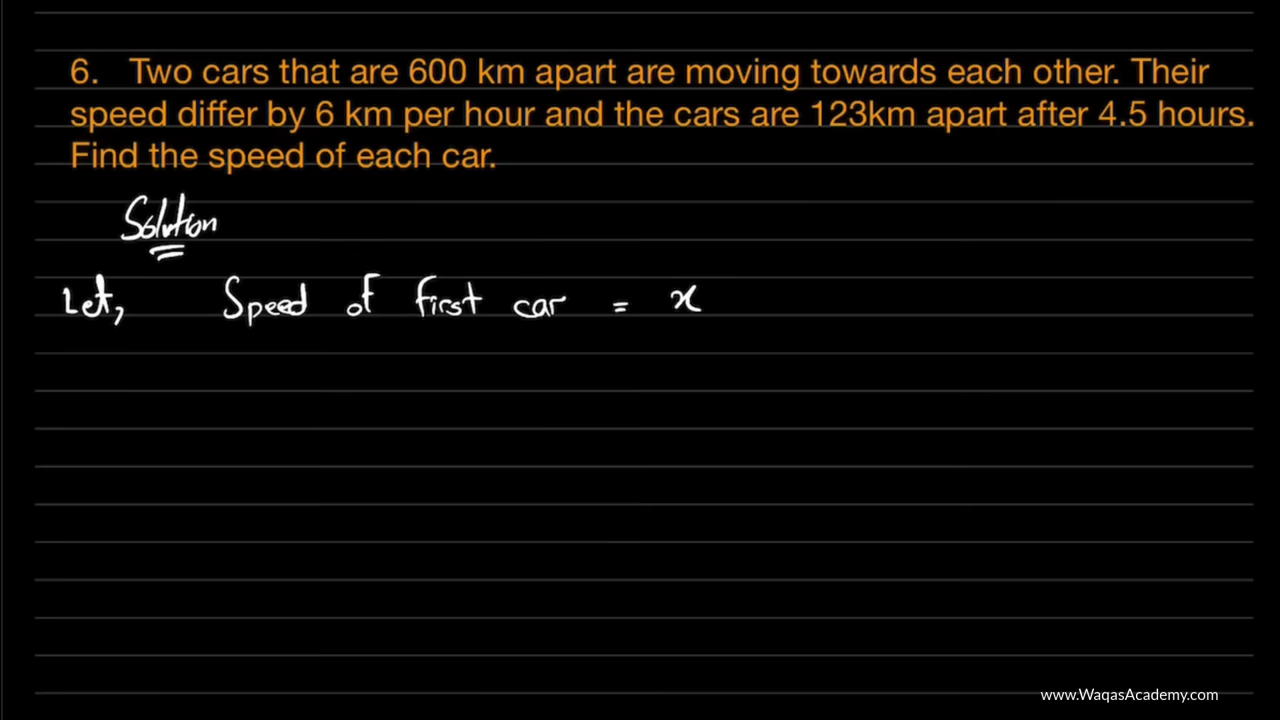 6. Two cars that are 600 km apart are moving towards each other. Their
speed differ by 6 km per hour and the cars are 123km apart after 4.5 hours.
Find the speed of each car.
Solution
Let, Speed of first car = x
www.WaqasAcademy.com